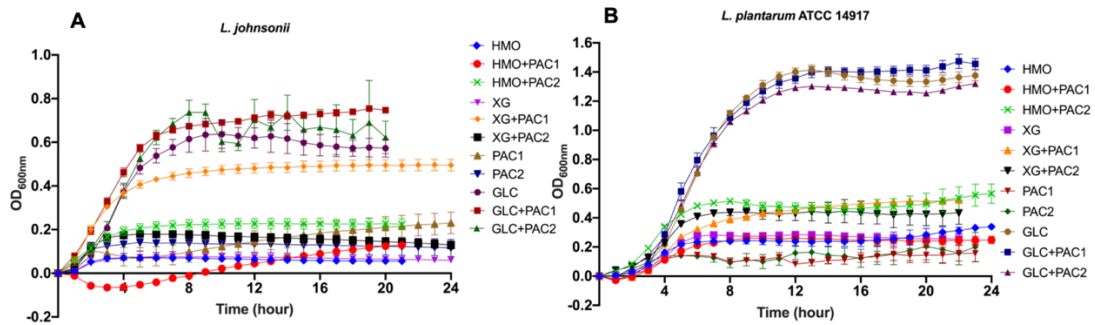 A
L. johnsonii
OD600nm
1.0
0.8
0.6
0.4
0.2
0.0
-0.2
4
8
12
16
20
24
Time (hour)
HMO
HMO+PAC1
HMO+PAC2
XG
XG+PAC1
XG+PAC2
PAC1
PAC2
GLC
GLC+PAC1
GLC+PAC2
B
L. plantarum ATCC 14917
OD600nm
1.6
1.4
1.2
1.0
0.8
0.6
0.4
0.2
0.0
-0.2
4
8
12
16
20
24
Time (hour)
HMO
HMO+PAC1
HMO+PAC2
XG
XG+PAC1
XG+PAC2
PAC1
PAC2
GLC
GLC+PAC1
GLC+PAC2